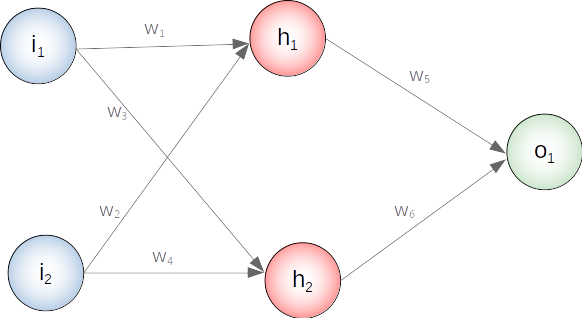 i₁
w₁
h₁
w₅
w₃
o₁
w₂
w₆
i₂
w₄
h₂